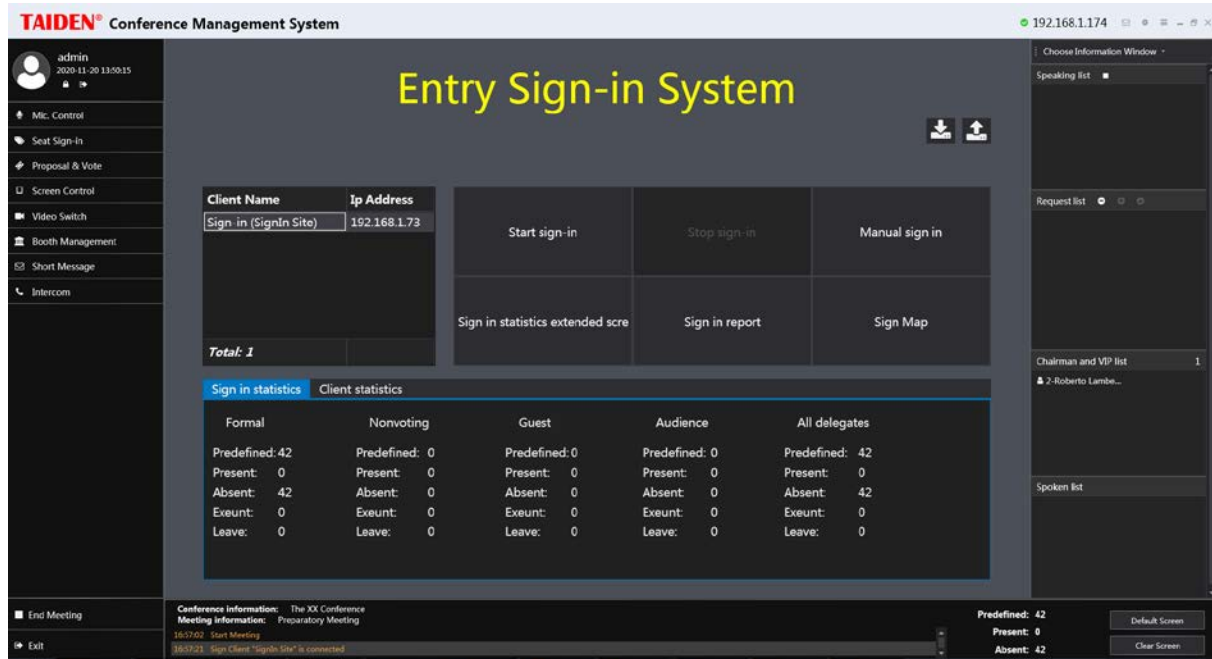 TAIDEN® Conference Management System
192.168.1.174
admin
2020-11-20 13:50:15
Mic. Control
Seat Sign-In
Proposal & Vote
Screen Control
Video Switch
Booth Management
Short Message
Intercom
End Meeting
Exit
Entry Sign-in System
Client Name Ip Address
Sign-in (SignIn Site) 192.168.1.73
Total: 1
Start sign-in Stop sign-in Manual sign in
Sign in statistics extended scre Sign in report Sign Map
Sign in statistics Client statistics
Formal Nonvoting Guest Audience All delegates
Predefined: 42 Predefined: 0 Predefined: 0 Predefined: 0 Predefined: 42
Present: 0 Present: 0 Present: 0 Present: 0 Present: 0
Absent: 42 Absent: 0 Absent: 0 Absent: 0 Absent: 42
Exeunt: 0 Exeunt: 0 Exeunt: 0 Exeunt: 0 Exeunt: 0
Leave: 0 Leave: 0 Leave: 0 Leave: 0 Leave: 0
Choose Information Window
Speaking list
Request list
Chairman and VIP list 1
2-Roberto Lambe...
Spoken list
Conference information: The XX Conference
Meeting information: Preparatory Meeting
16:57:02 Start Meeting
16:57:21 Sign Client "SignIn Site" is connected
Predefined: 42
Present: 0
Absent: 42
Default Screen
Clear Screen